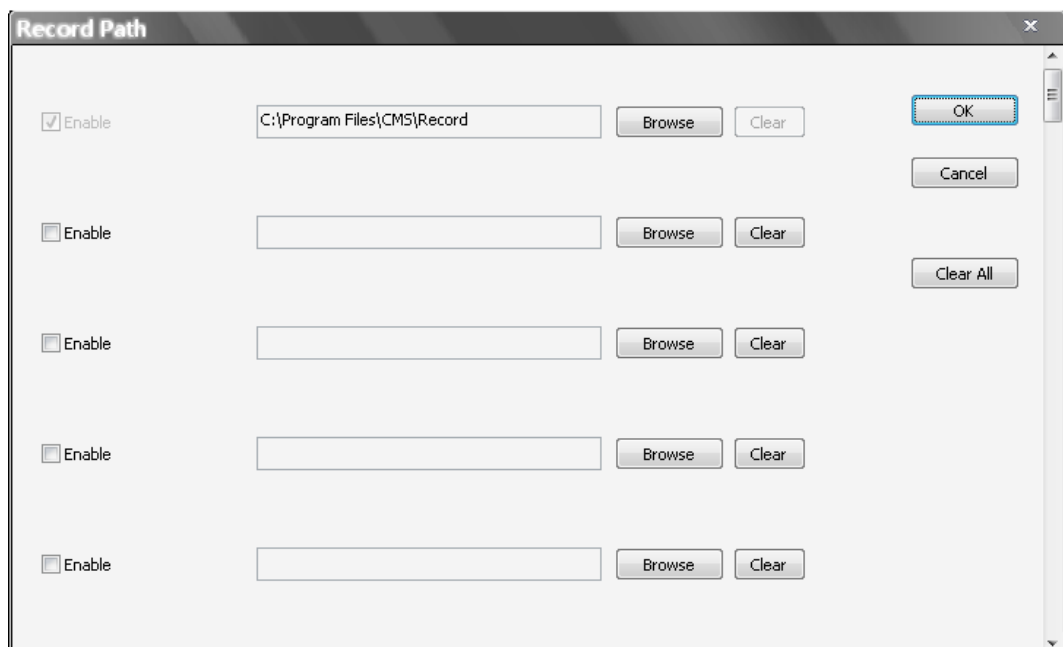 Record Path
Enable C:\Program Files\CMS\Record Browse Clear OK
Cancel
Enable Browse Clear
Clear All
Enable Browse Clear
Enable Browse Clear
Enable Browse Clear